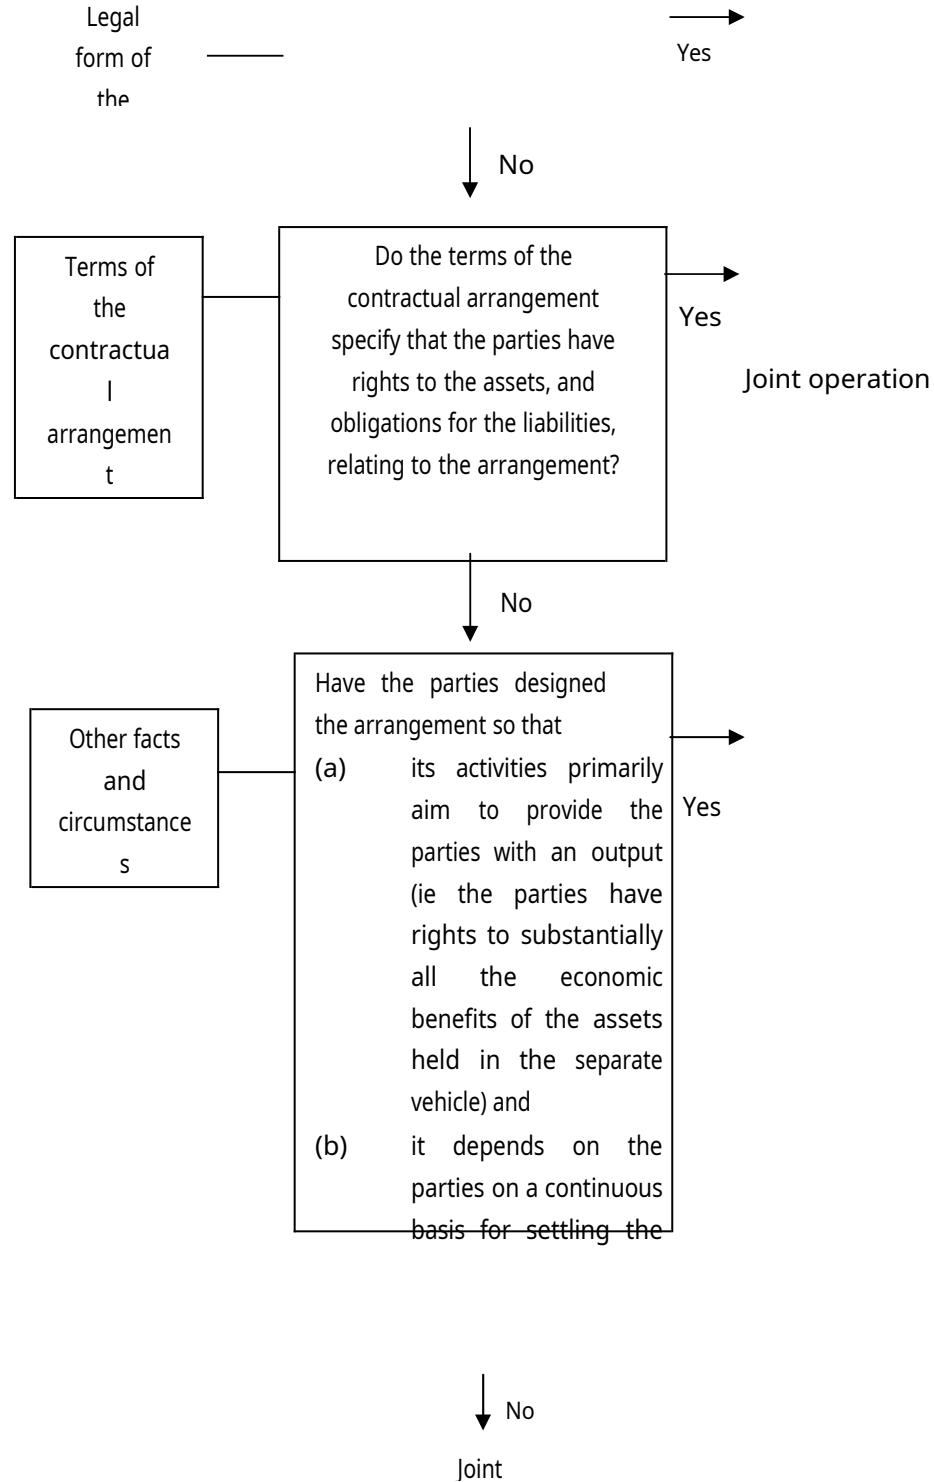 Legal
form of
the
Yes
No
Terms of
the
contractua
l
arrangemen
t
Do the terms of the
contractual arrangement
specify that the parties have
rights to the assets, and
obligations for the liabilities,
relating to the arrangement?
Yes
Joint operation
No
Other facts
and
circumstance
s
Have the parties designed
the arrangement so that
(a) its activities primarily
aim to provide the
parties with an output
(ie the parties have
rights to substantially
all the economic
benefits of the assets
held in the separate
vehicle) and
(b) it depends on the
parties on a continuous
basis for settling the
Yes
No
Joint